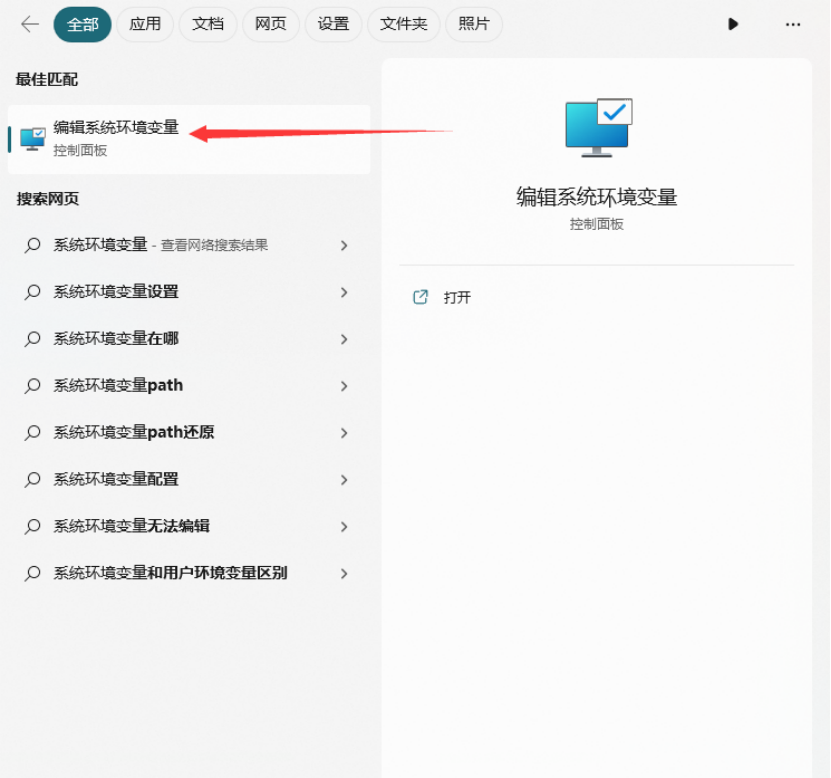 全部 应用 文档 网页 设置 文件夹 照片
最佳匹配
编辑系统环境变量
控制面板
搜索网页
系统环境变量 - 查看网络搜索结果
系统环境变量设置
系统环境变量在哪
系统环境变量path
系统环境变量path还原
系统环境变量配置
系统环境变量无法编辑
系统环境变量和用户环境变量区别
编辑系统环境变量
控制面板
打开